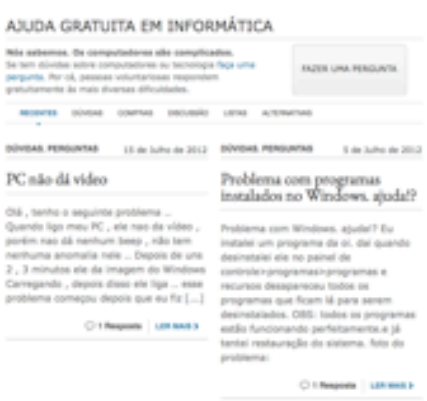 AJUDA GRATUITA EM INFORMÁTICA
Nós sabemos. Os computadores são complicados.
Se tem dúvidas sobre computadores ou tecnologia faça uma
pergunta. Por cá, pessoas voluntariosas respondem
gratuitamente às mais diversas dificuldades.
FAZER UMA PERGUNTA
RECENTES DÚVIDAS COMPRAS DISCUSSÃO LISTAS ALTERNATIVAS
DÚVIDAS, PERGUNTAS 15 de Julho de 2012
PC não dá vídeo
Olá , tenho o seguinte problema ..
Quando ligo meu PC , ele nao da vídeo ,
porém nao dá nenhum beep , não tem
nenhuma anomalia nele .. Depois de uns
2 , 3 minutos ele da imagem do Windows
Carregando , depois disso ele liga .. esse
problema começou depois que eu fiz [...]
1 Resposta LER MAIS
DÚVIDAS, PERGUNTAS 5 de Julho de 2012
Problema com programas
instalados no Windows, ajuda!?
Problema com Windows, ajuda!? Eu
instalei um programa da oi, daí quando
desinstalei ele no painel de
controle>programas>programas e
recursos desapareceu todos os
programas que ficam lá para serem
desinstalados. OBS: todos os programas
estão funcionando perfeitamente,e já
tentei restauração do sistema. foto do
problema:
1 Resposta LER MAIS